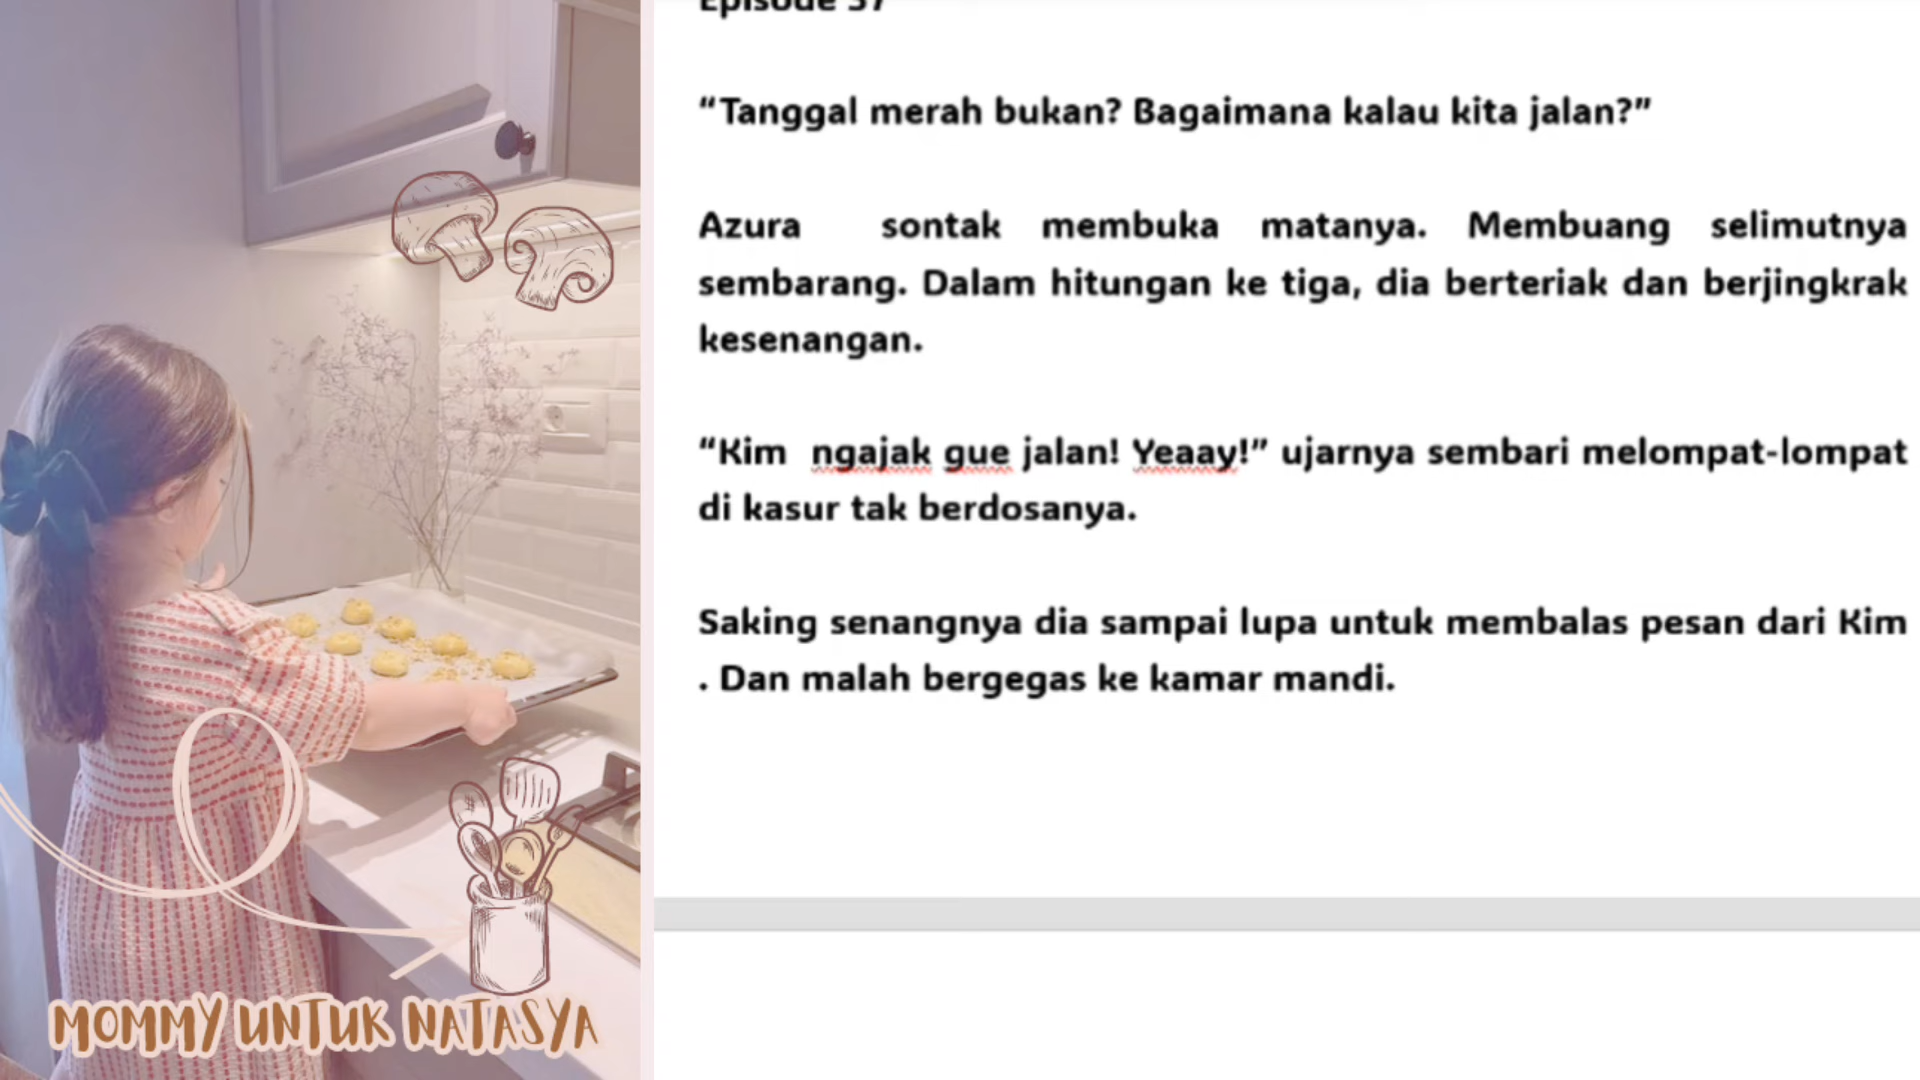 Episode 37
“Tanggal merah bukan? Bagaimana kalau kita jalan?”
Azura sontak membuka matanya. Membuang selimutnya
sembarang. Dalam hitungan ke tiga, dia berteriak dan berjingkrak
kesenangan.
“Kim ngajak gue jalan! Yeaay!” ujarnya sembari melompat-lompat
di kasur tak berdosanya.
Saking senangnya dia sampai lupa untuk membalas pesan dari Kim
. Dan malah bergegas ke kamar mandi.
MOMMY UNTUK NATASYA